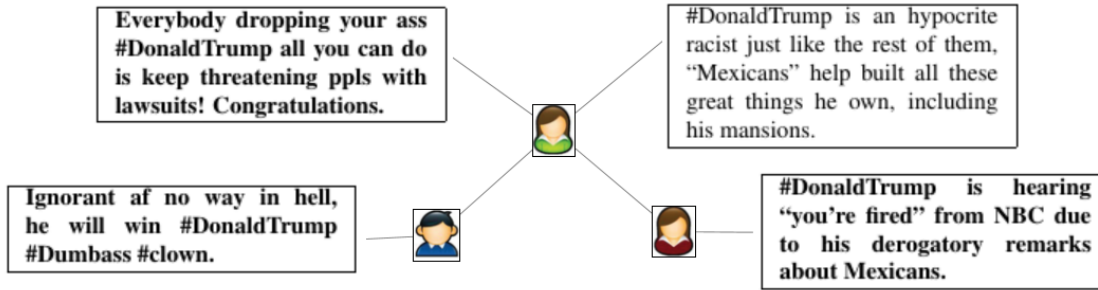 Everybody dropping your ass
#DonaldTrump all you can do
is keep threatening ppls with
lawsuits! Congratulations.
#DonaldTrump is an hypocrite
racist just like the rest of them,
“Mexicans” help built all these
great things he own, including
his mansions.
Ignorant af no way in hell,
he will win #DonaldTrump
#Dumbass #clown.
#DonaldTrump is hearing
“you’re fired” from NBC due
to his derogatory remarks
about Mexicans.